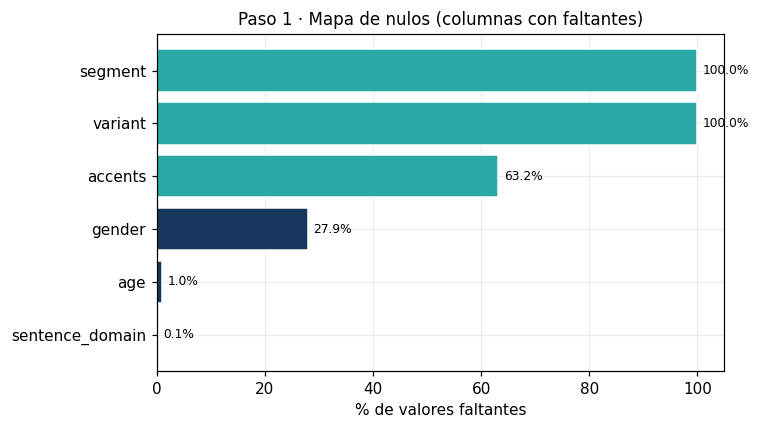 Paso 1 · Mapa de nulos (columnas con faltantes)
segment
100.0%
variant
100.0%
accents
63.2%
gender
27.9%
age
1.0%
sentence_domain
0.1%
0 20 40 60 80 100
% de valores faltantes